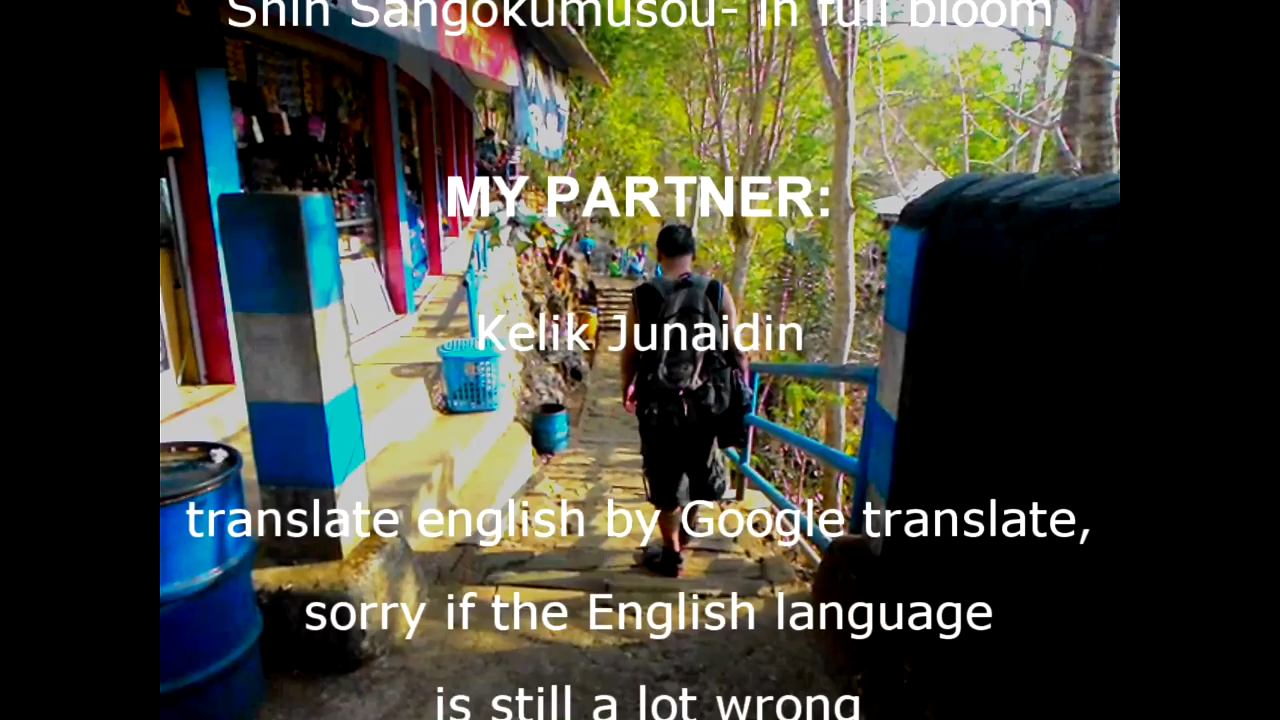 Shin Sangokumusou- in full bloom
MY PARTNER:
Kelik Junaidin
translate english by Google translate,
sorry if the English language
is still a lot wrong